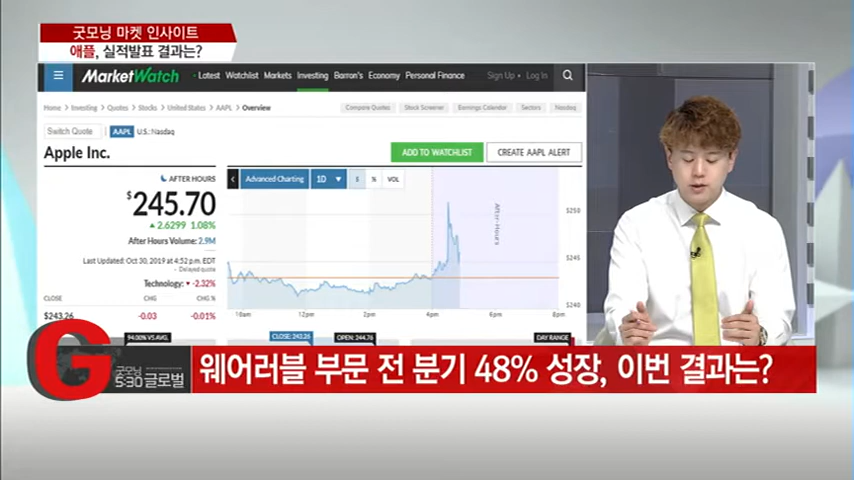 굿모닝 마켓 인사이트
애플, 실적발표 결과는?
MarketWatch
Latest Watchlist Markets Investing Barron's Economy Personal Finance Sign Up • Log In
Home > Investing > Quotes > Stocks > United States > AAPL > Overview
Compare Quotes Stock Screener Earnings Calendar Sectors Nasdaq
Switch Quote AAPL U.S.: Nasdaq
Apple Inc.
ADD TO WATCHLIST CREATE AAPL ALERT
AFTER HOURS
$245.70
2.6299 1.08%
After Hours Volume: 2.9M
Last Updated: Oct 30, 2019 at 4:52 p.m. EDT
Delayed quote
Technology: -2.32%
CLOSE CHG CHG %
$243.26 -0.03 -0.01%
Advanced Charting 1D $ % VOL
After-Hours
$250
$245
$240
10am 12pm 2pm 4pm 6pm 8pm
94.00% VS AVG. CLOSE: 243.26 OPEN: 244.76 DAY RANGE
G
굿모닝
5:30 글로벌
웨어러블 부문 전 분기 48% 성장, 이번 결과는?